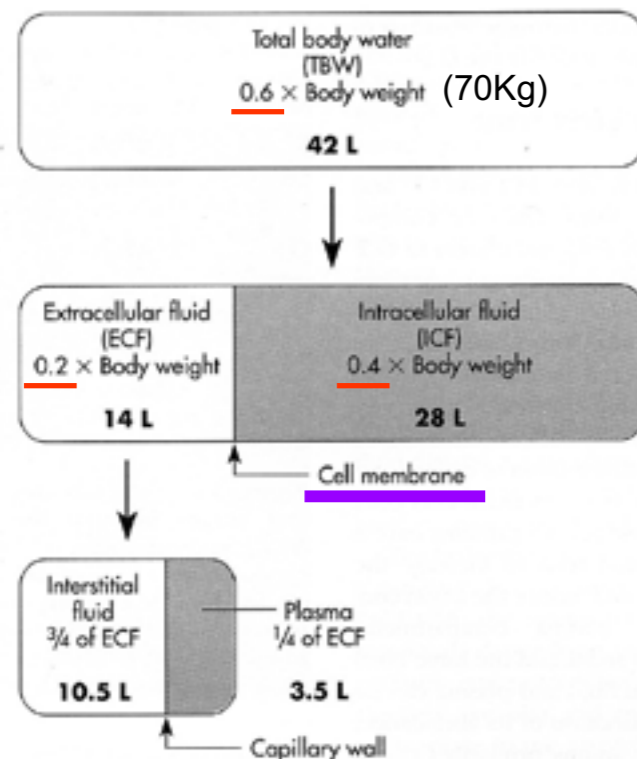 Total body water
(TBW)
0.6 × Body weight (70Kg)
42 L
Extracellular fluid
(ECF)
0.2 × Body weight
14 L
Intracellular fluid
(ICF)
0.4 × Body weight
28 L
Cell membrane
Interstitial
fluid
¾ of ECF
10.5 L
Plasma
¼ of ECF
3.5 L
Capillary wall